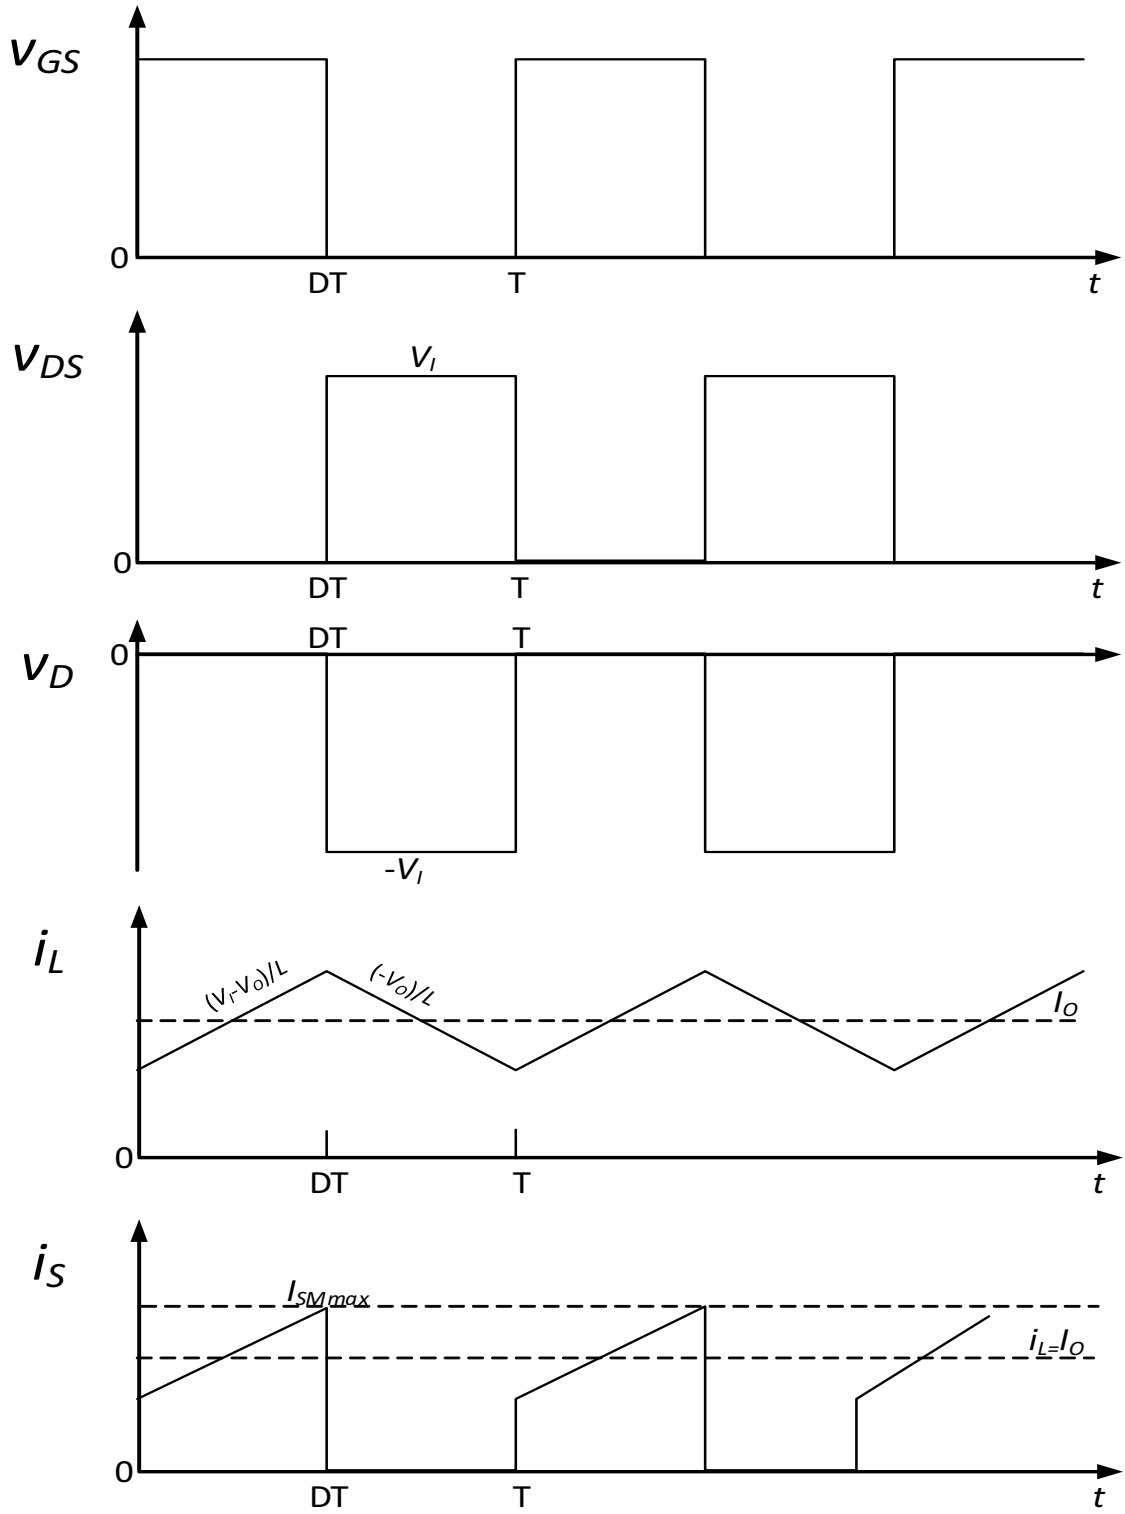 vGS
0
DT T t
vDS
VI
0
DT T t
DT T
0
vD
-VI
iL
(VI-VO)/L
(-VO)/L
IO
0
DT T t
iS
ISMmax
iL=IO
0
DT T t